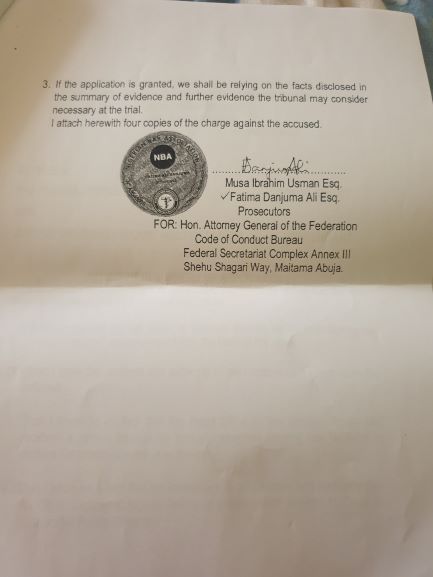 3. If the application is granted, we shall be relying on the facts disclosed in
the summary of evidence and further evidence the tribunal may consider
necessary at the trial.
I attach herewith four copies of the charge against the accused.
NBA
Musa Ibrahim Usman Esq.
✓Fatima Danjuma Ali Esq.
Prosecutors
FOR: Hon. Attorney General of the Federation
Code of Conduct Bureau
Federal Secretariat Complex Annex III
Shehu Shagari Way, Maitama Abuja.